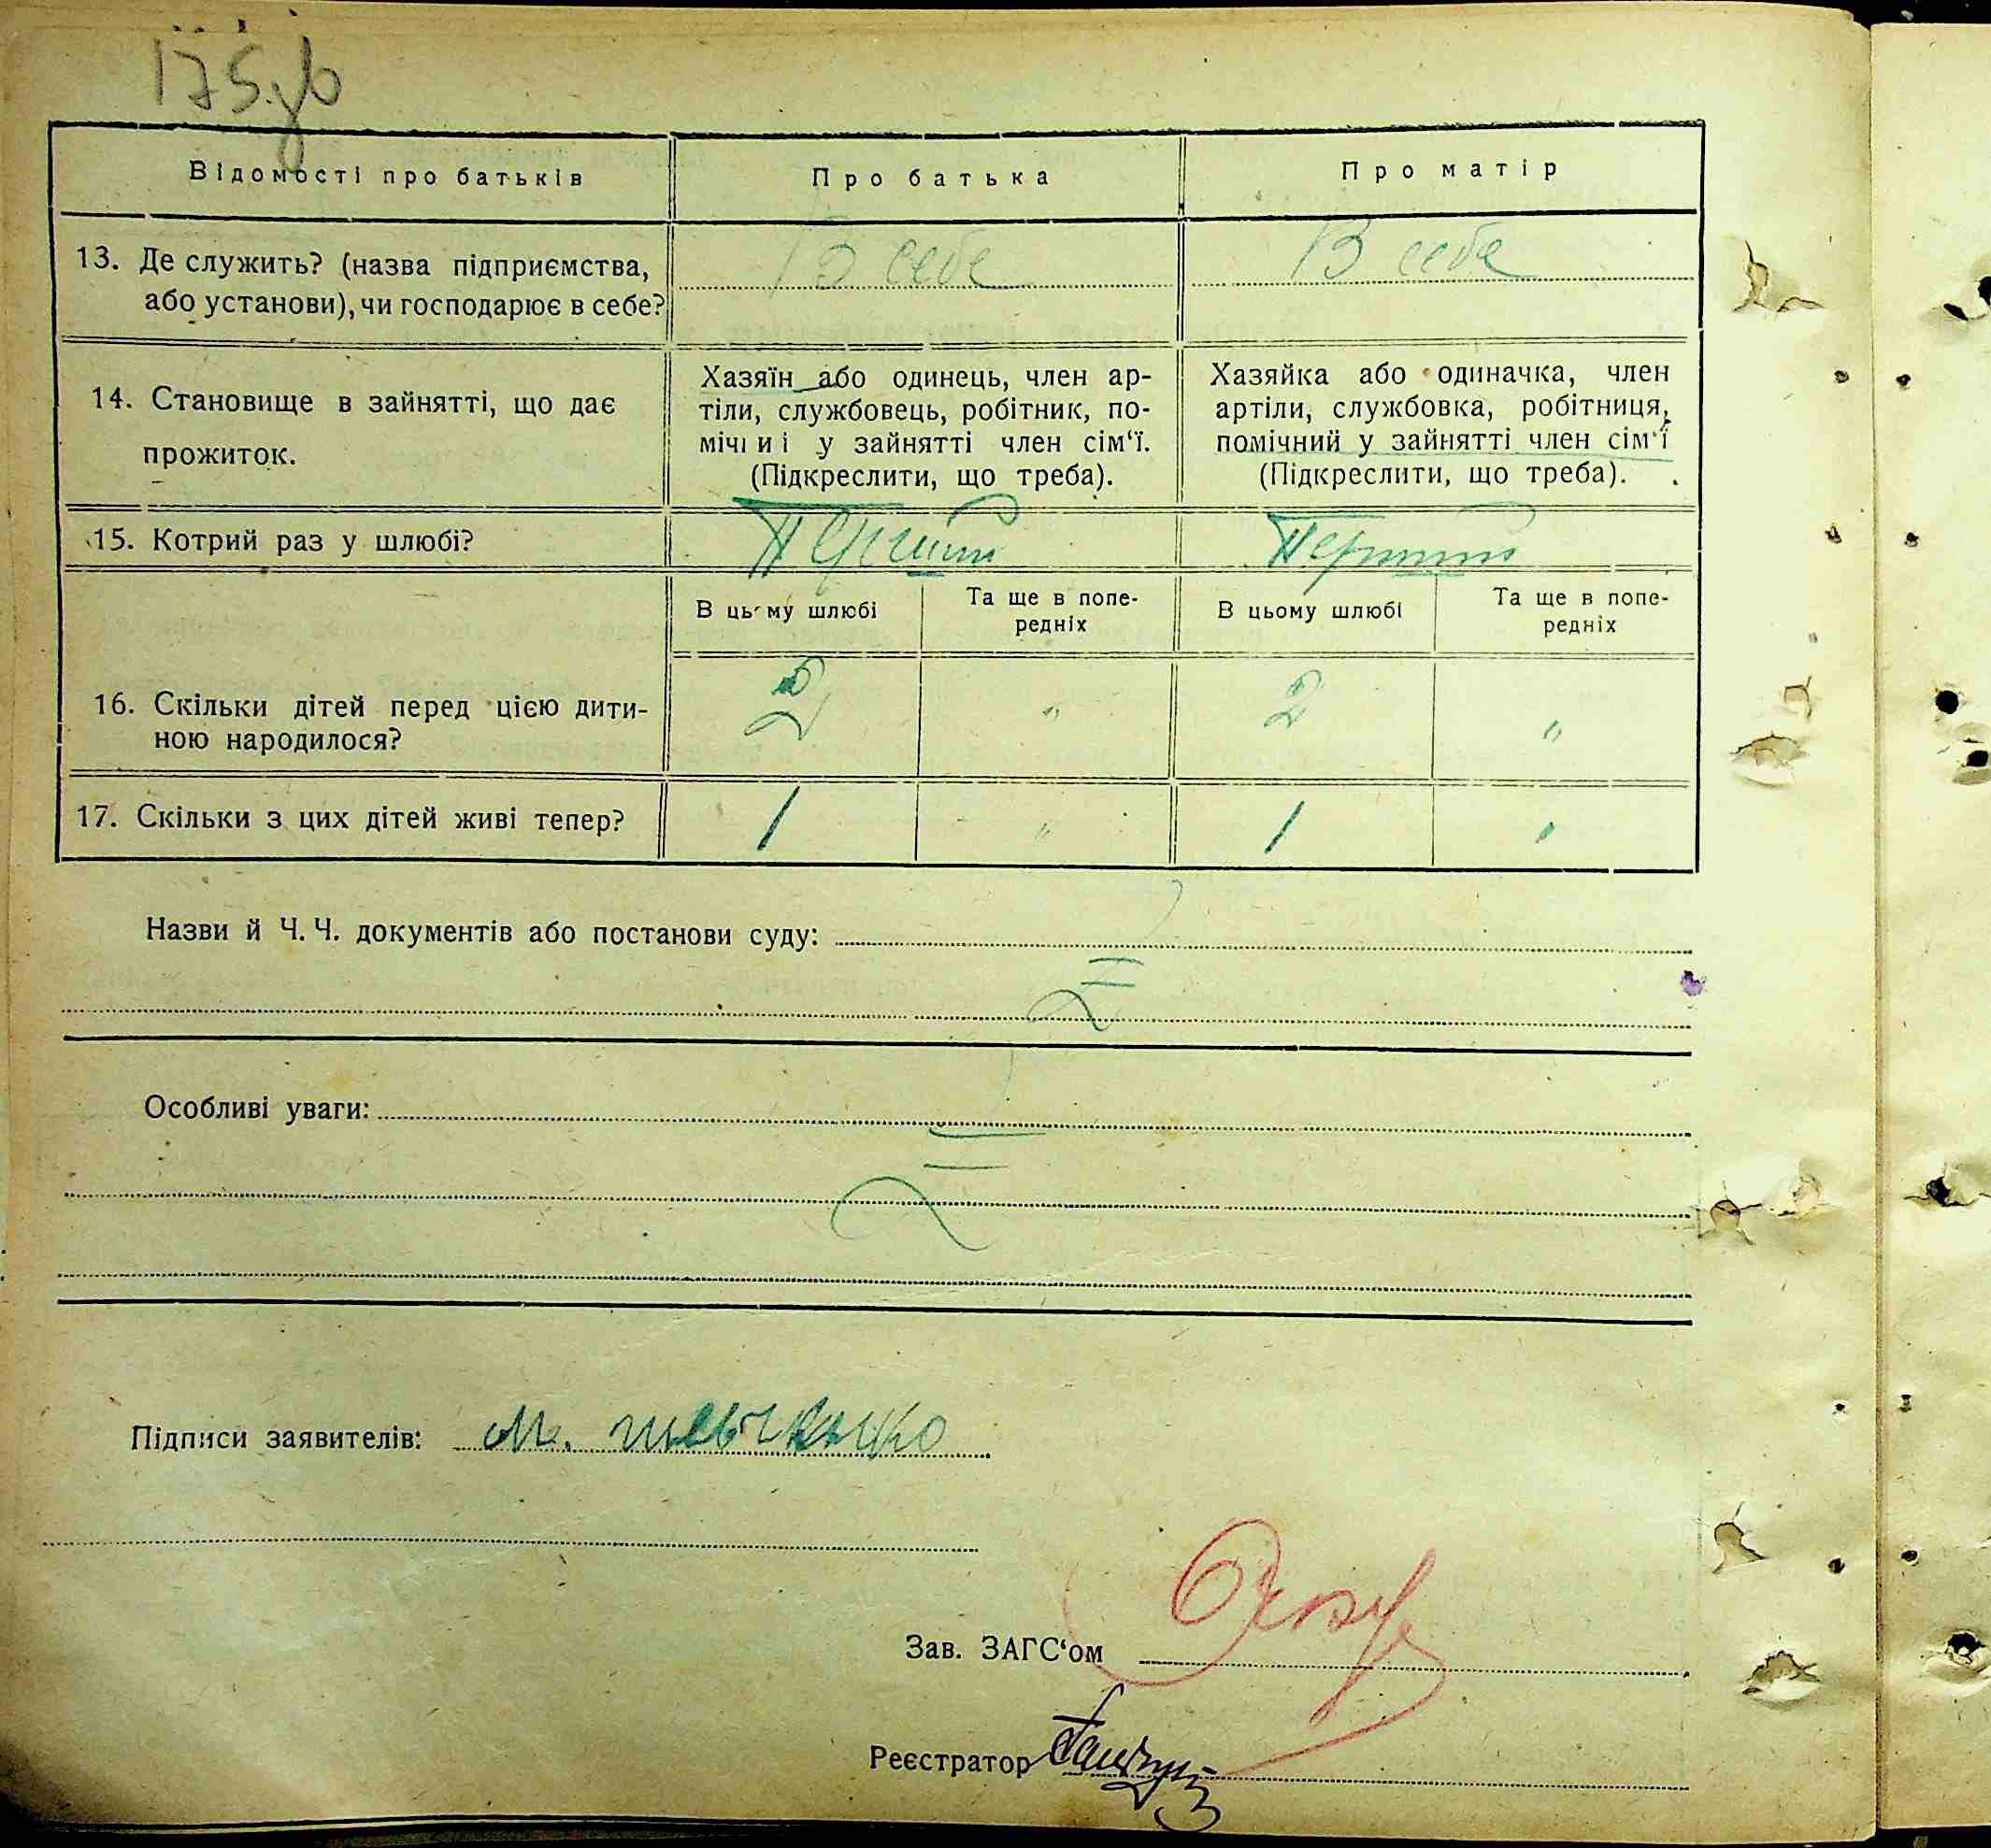 175.
Відомості про батьків
Про батька
Про матір
13. Де служить? (назва підприємства,
або установи), чи господарює в себе?
В себе
В себе
14. Становище в зайнятті, що дає
прожиток.
Хазяїн або одинець, член ар-
тіли, службовець, робітник, по-
мічниі у зайнятті член сім‘ї.
(Підкреслити, що треба).
Хазяйка або одиначка, член
артіли, службовка, робітниця,
помічний у зайнятті член сім‘ї
(Підкреслити, що треба).
15. Котрий раз у шлюбі?
Перший
Перший
В цьому шлюбі
Та ще в попе-
редніх
В цьому шлюбі
Та ще в попе-
редніх
16. Скільки дітей перед цією дити-
ною народилося?
2
"
2
"
17. Скільки з цих дітей живі тепер?
1
"
1
"
Назви й Ч. Ч. документів або постанови суду:
Особливі уваги:
Підписи заявителів: М. Шевченко
Зав. ЗАГС‘ом
Реєстратор